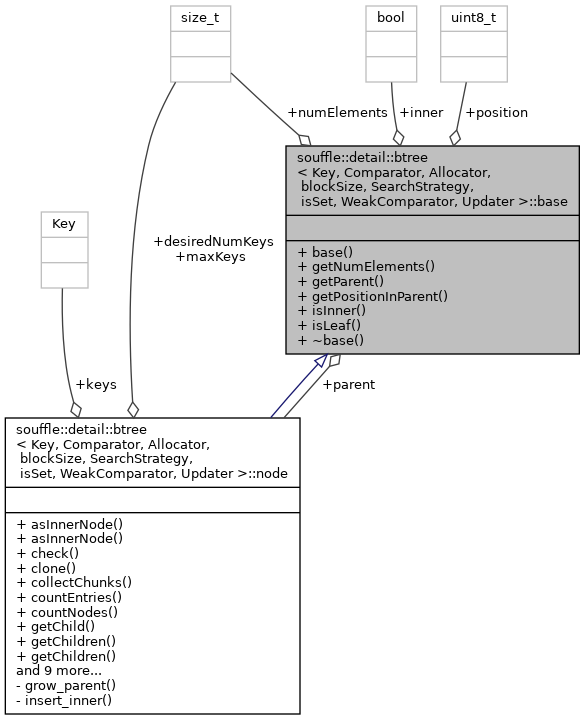 size_t
bool
uint8_t
+numElements
+inner
+position
souffle::detail::btree
< Key, Comparator, Allocator,
blockSize, SearchStrategy,
isSet, WeakComparator, Updater >::base
+ base()
+ getNumElements()
+ getParent()
+ getPositionInParent()
+ isInner()
+ isLeaf()
+ ~base()
Key
+desiredNumKeys
+maxKeys
+keys
+parent
souffle::detail::btree
< Key, Comparator, Allocator,
blockSize, SearchStrategy,
isSet, WeakComparator, Updater >::node
+ asInnerNode()
+ asInnerNode()
+ check()
+ clone()
+ collectChunks()
+ countEntries()
+ countNodes()
+ getChild()
+ getChildren()
+ getChildren()
and 9 more...
- grow_parent()
- insert_inner()